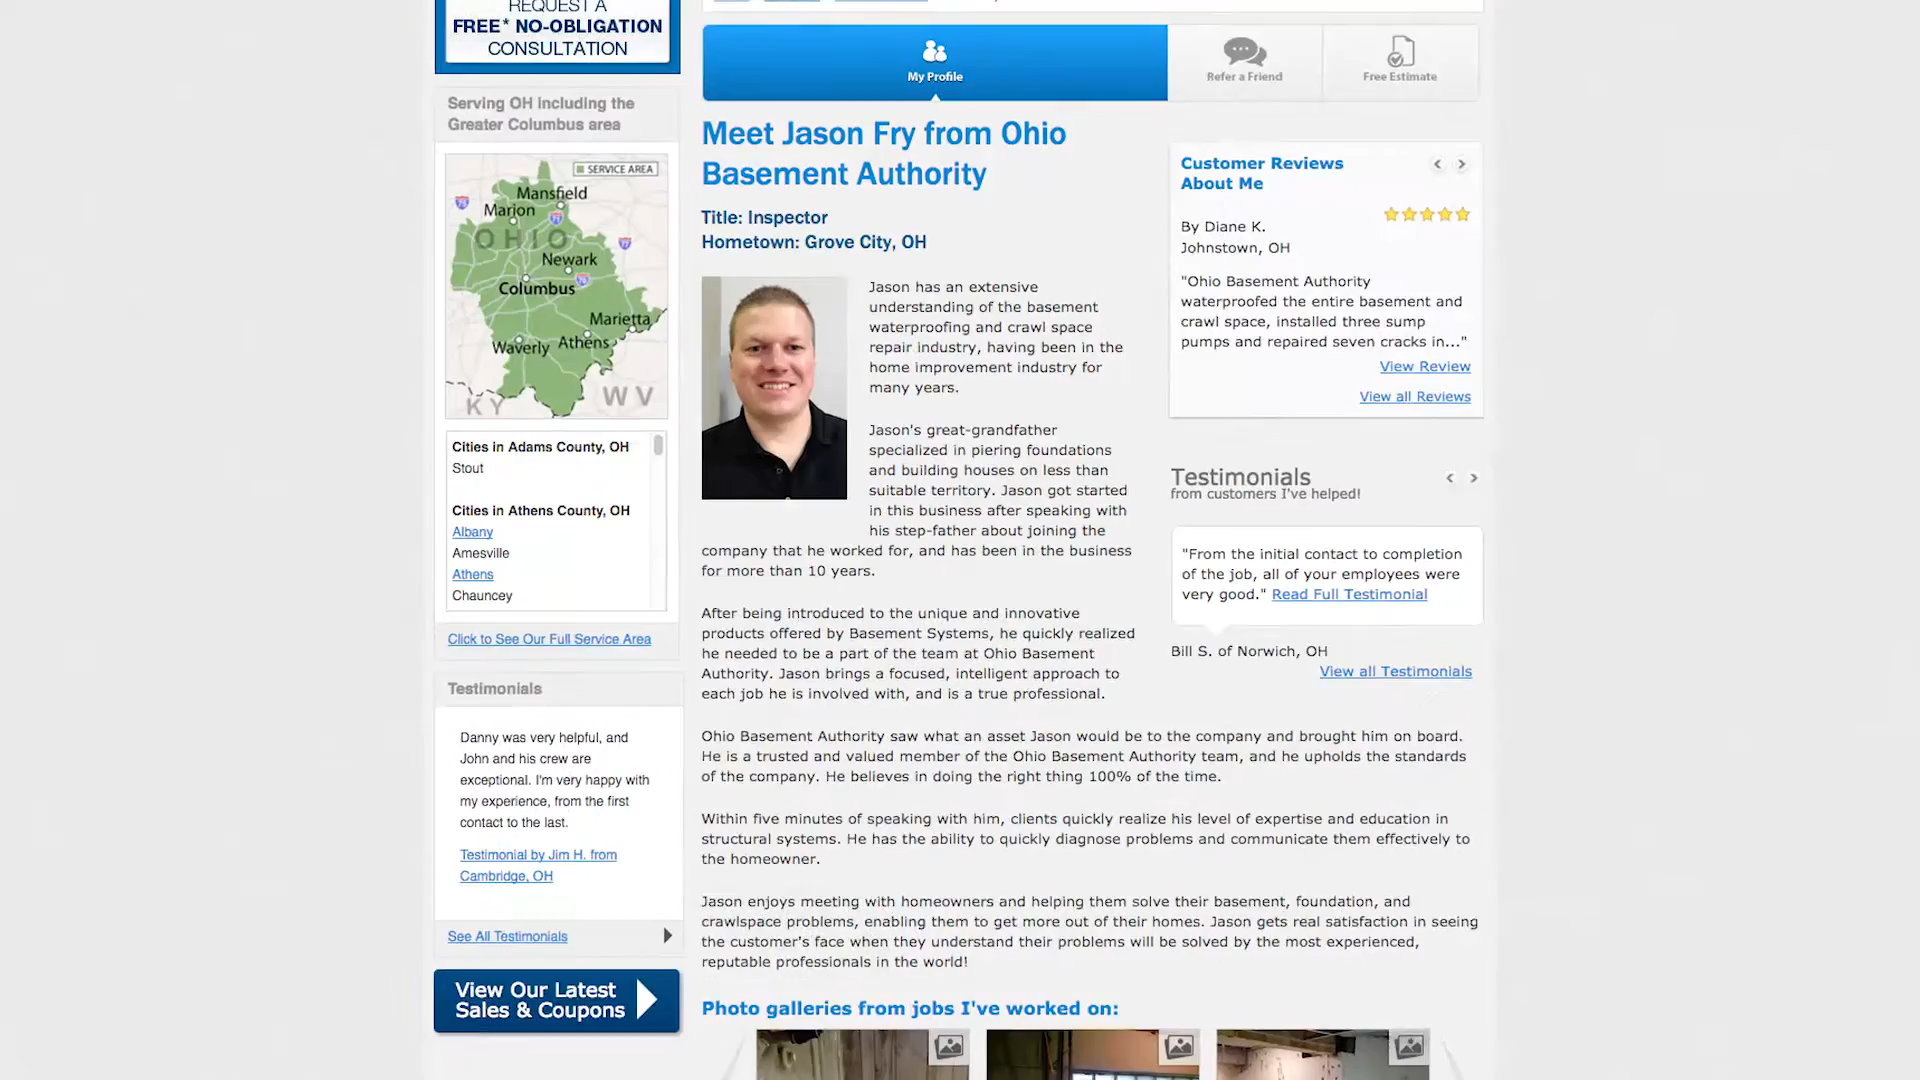 REQUEST A
FREE* NO-OBLIGATION
CONSULTATION
Serving OH including the
Greater Columbus area
SERVICE AREA
Mansfield
Marion
OHIO
Newark
Columbus
Marietta
Athens
Waverly
KY
WV
Cities in Adams County, OH
Stout
Cities in Athens County, OH
Albany
Amesville
Athens
Chauncey
Click to See Our Full Service Area
Testimonials
Danny was very helpful, and
John and his crew are
exceptional. I'm very happy with
my experience, from the first
contact to the last.
Testimonial by Jim H. from
Cambridge, OH
See All Testimonials
View Our Latest
Sales & Coupons
My Profile
Refer a Friend
Free Estimate
Meet Jason Fry from Ohio
Basement Authority
Title: Inspector
Hometown: Grove City, OH
Jason has an extensive
understanding of the basement
waterproofing and crawl space
repair industry, having been in the
home improvement industry for
many years.
Jason's great-grandfather
specialized in piering foundations
and building houses on less than
suitable territory. Jason got started
in this business after speaking with
his step-father about joining the
company that he worked for, and has been in the business
for more than 10 years.
After being introduced to the unique and innovative
products offered by Basement Systems, he quickly realized
he needed to be a part of the team at Ohio Basement
Authority. Jason brings a focused, intelligent approach to
each job he is involved with, and is a true professional.
Ohio Basement Authority saw what an asset Jason would be to the company and brought him on board.
He is a trusted and valued member of the Ohio Basement Authority team, and he upholds the standards
of the company. He believes in doing the right thing 100% of the time.
Within five minutes of speaking with him, clients quickly realize his level of expertise and education in
structural systems. He has the ability to quickly diagnose problems and communicate them effectively to
the homeowner.
Jason enjoys meeting with homeowners and helping them solve their basement, foundation, and
crawlspace problems, enabling them to get more out of their homes. Jason gets real satisfaction in seeing
the customer's face when they understand their problems will be solved by the most experienced,
reputable professionals in the world!
Photo galleries from jobs I've worked on:
Customer Reviews
About Me
By Diane K.
Johnstown, OH
"Ohio Basement Authority
waterproofed the entire basement and
crawl space, installed three sump
pumps and repaired seven cracks in..."
View Review
View all Reviews
Testimonials
from customers I've helped!
"From the initial contact to completion
of the job, all of your employees were
very good." Read Full Testimonial
Bill S. of Norwich, OH
View all Testimonials